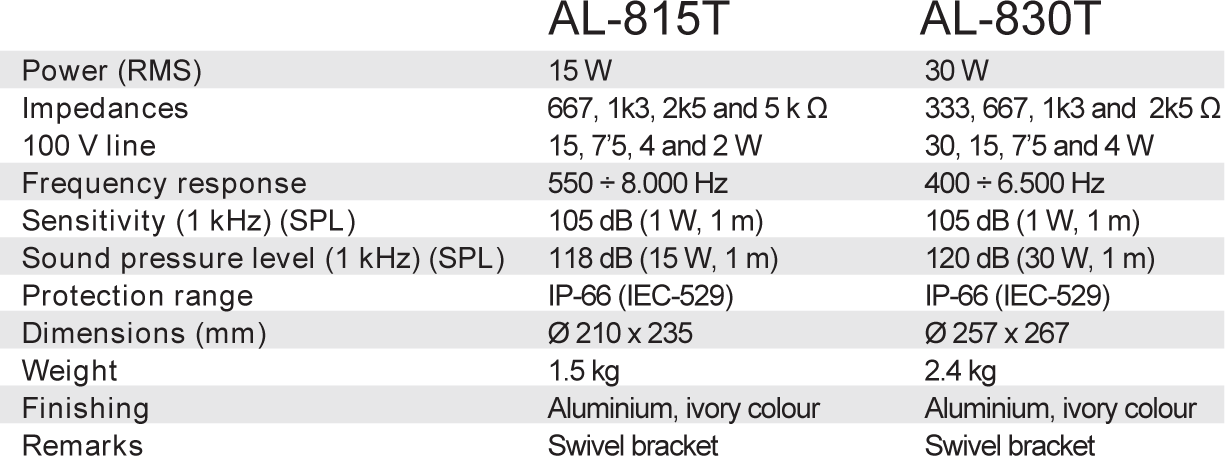 AL-815T AL-830T
Power (RMS) 15 W 30 W
Impedances 667, 1k3, 2k5 and 5 k Ω 333, 667, 1k3 and 2k5 Ω
100 V line 15, 7’5, 4 and 2 W 30, 15, 7’5 and 4 W
Frequency response 550 ÷ 8.000 Hz 400 ÷ 6.500 Hz
Sensitivity (1 kHz) (SPL) 105 dB (1 W, 1 m) 105 dB (1 W, 1 m)
Sound pressure level (1 kHz) (SPL) 118 dB (15 W, 1 m) 120 dB (30 W, 1 m)
Protection range IP-66 (IEC-529) IP-66 (IEC-529)
Dimensions (mm) Ø 210 x 235 Ø 257 x 267
Weight 1.5 kg 2.4 kg
Finishing Aluminium, ivory colour Aluminium, ivory colour
Remarks Swivel bracket Swivel bracket